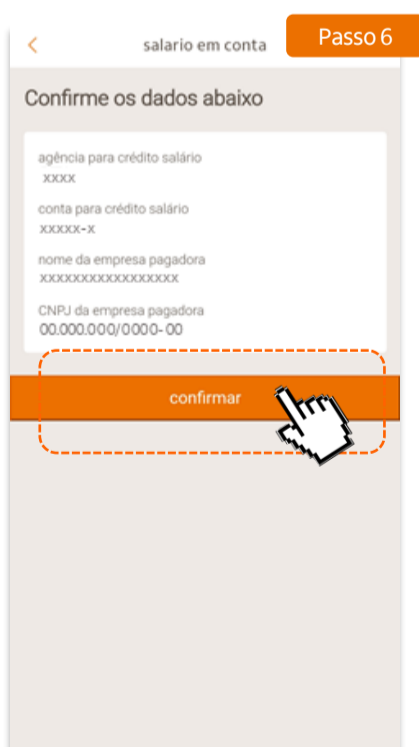 Passo 6
< salario em conta
Confirme os dados abaixo
agência para crédito salário
xxxx
conta para crédito salário
xxxxx-x
nome da empresa pagadora
xxxxxxxxxxxxxxxxx
CNPJ da empresa pagadora
00.000.000/0000-00
confirmar